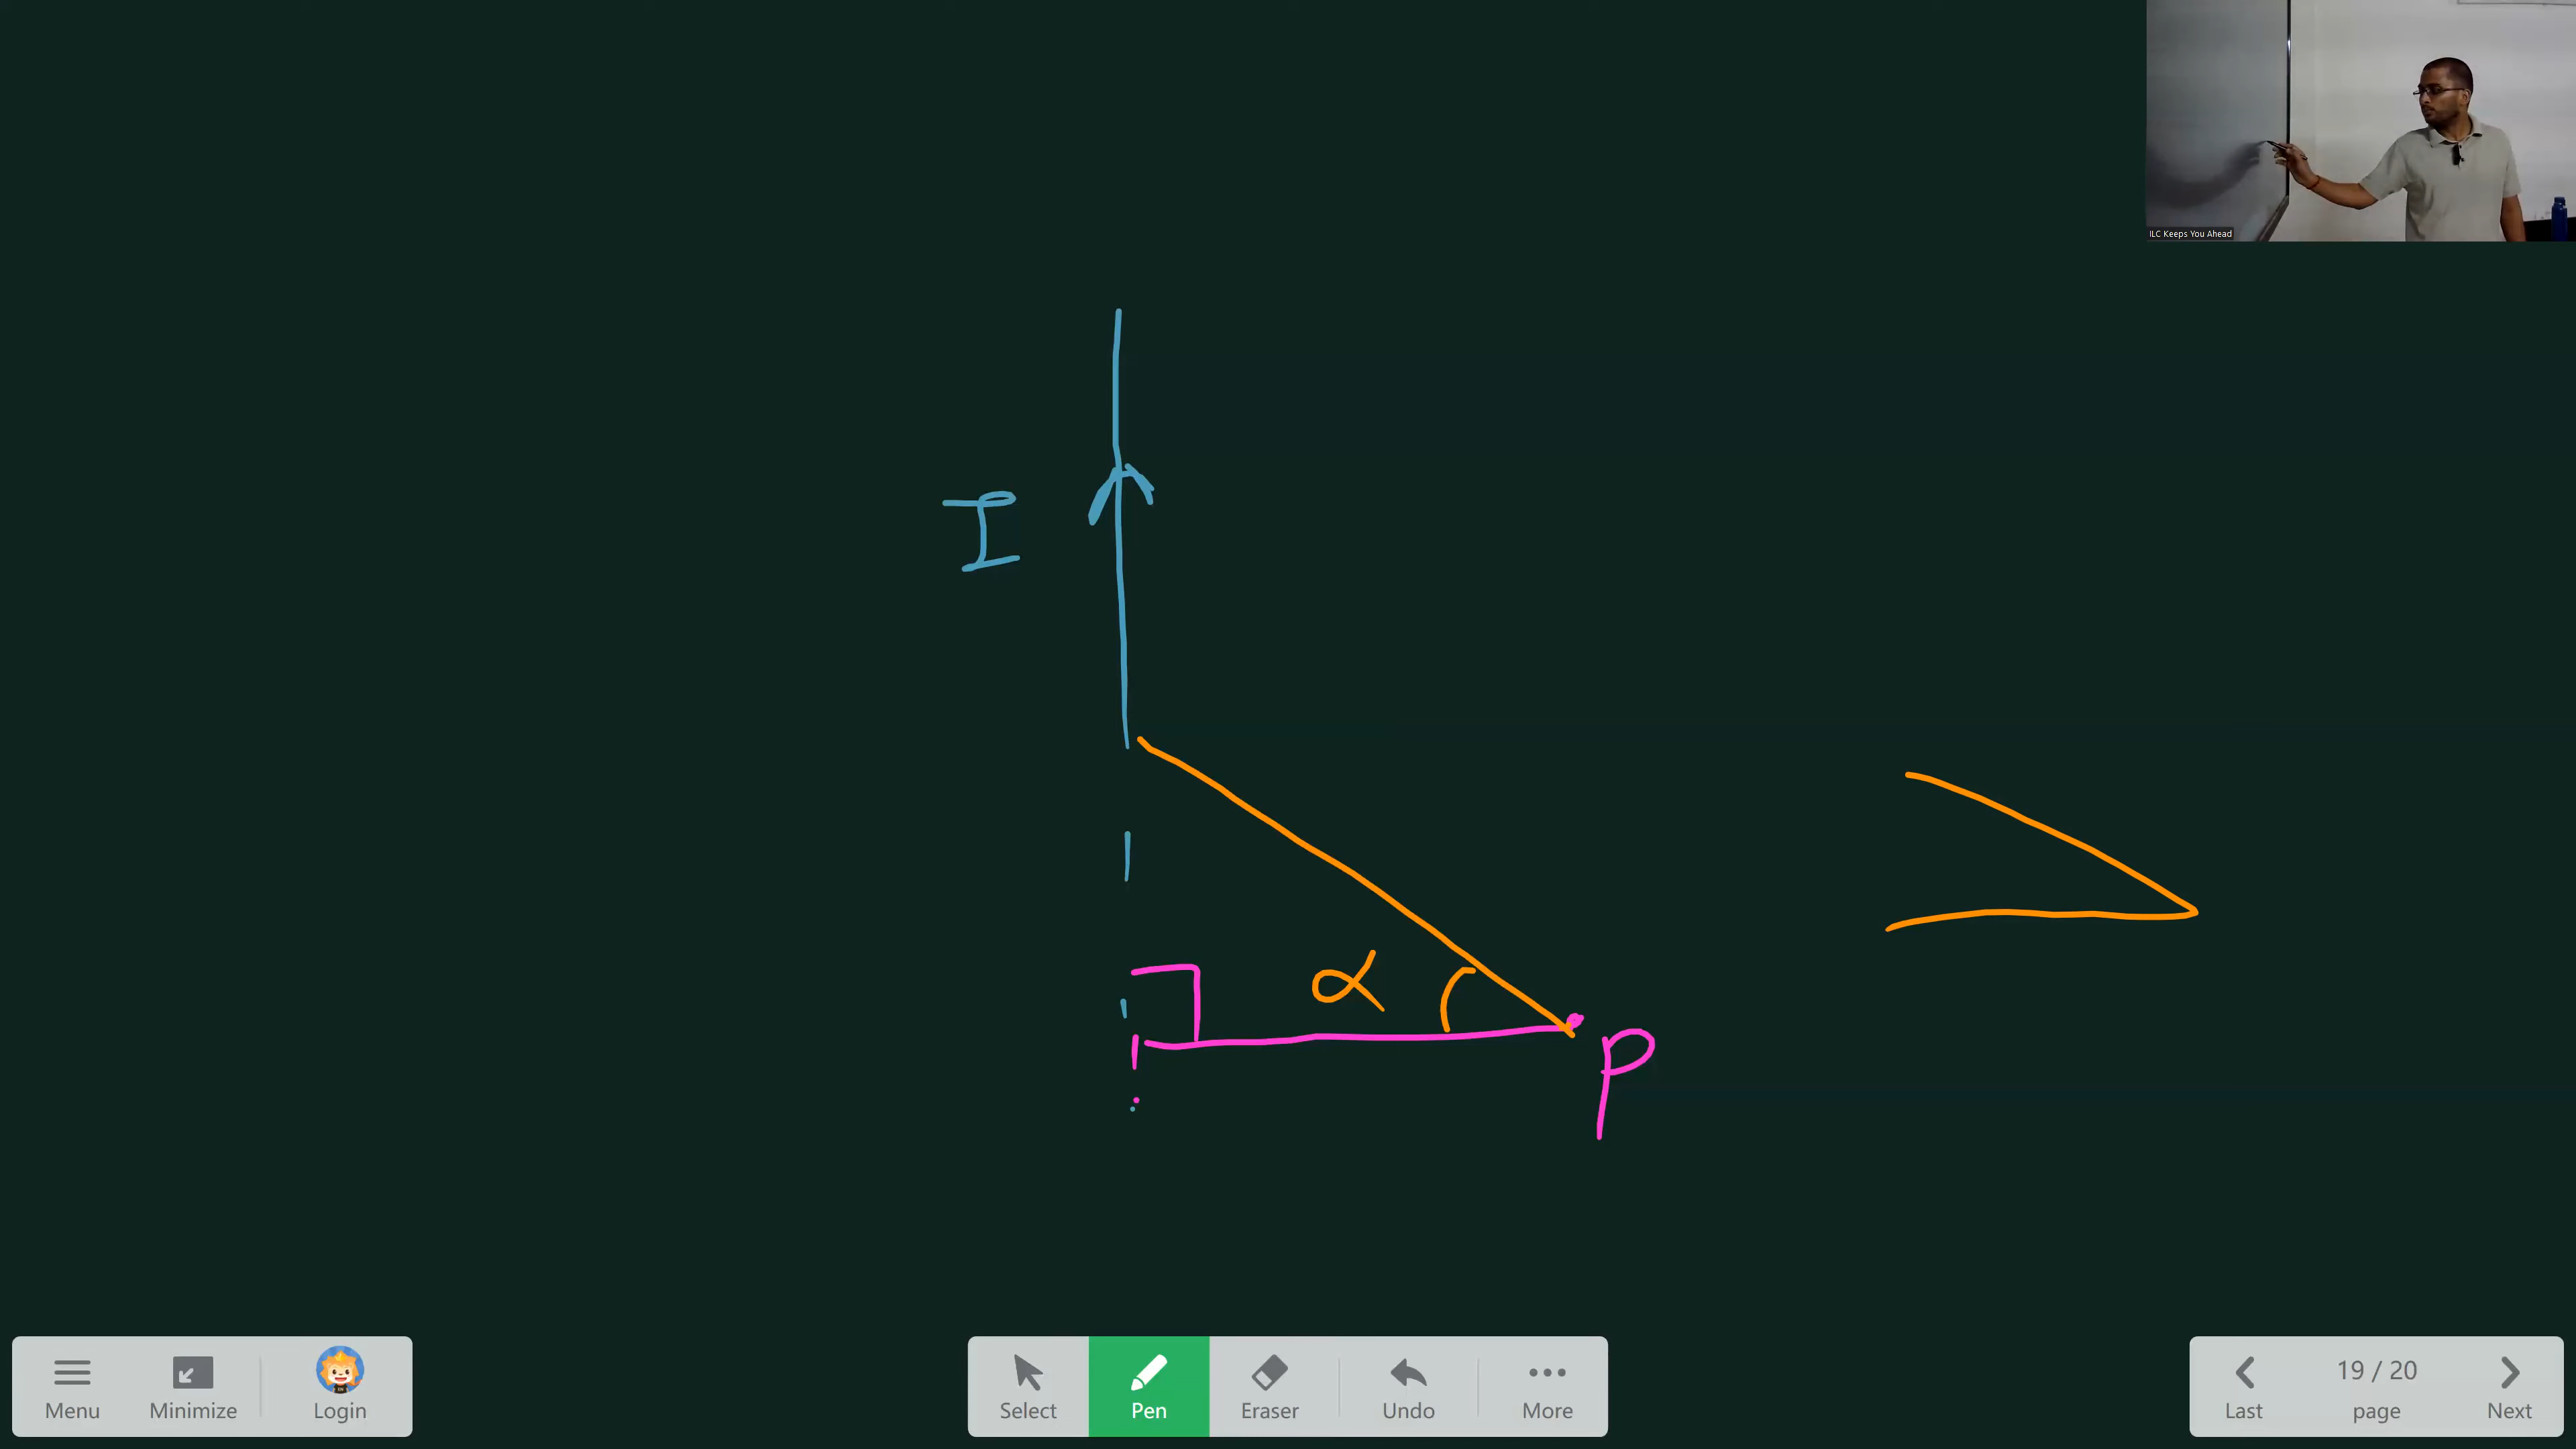 ILC Keeps You Ahead
I
α
P
Menu
Minimize
Login
Select
Pen
Eraser
Undo
More
Last
19 / 20
page
Next